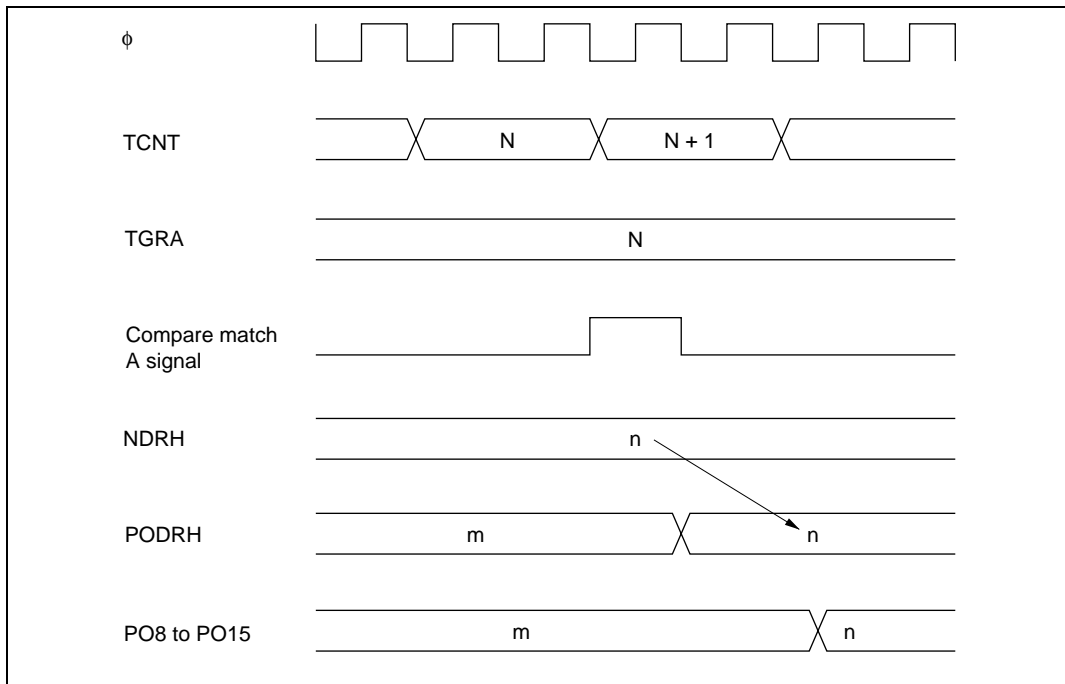 ϕ
TCNT
N
N + 1
TGRA
N
Compare match
A signal
NDRH
n
PODRH
m
n
PO8 to PO15
m
n